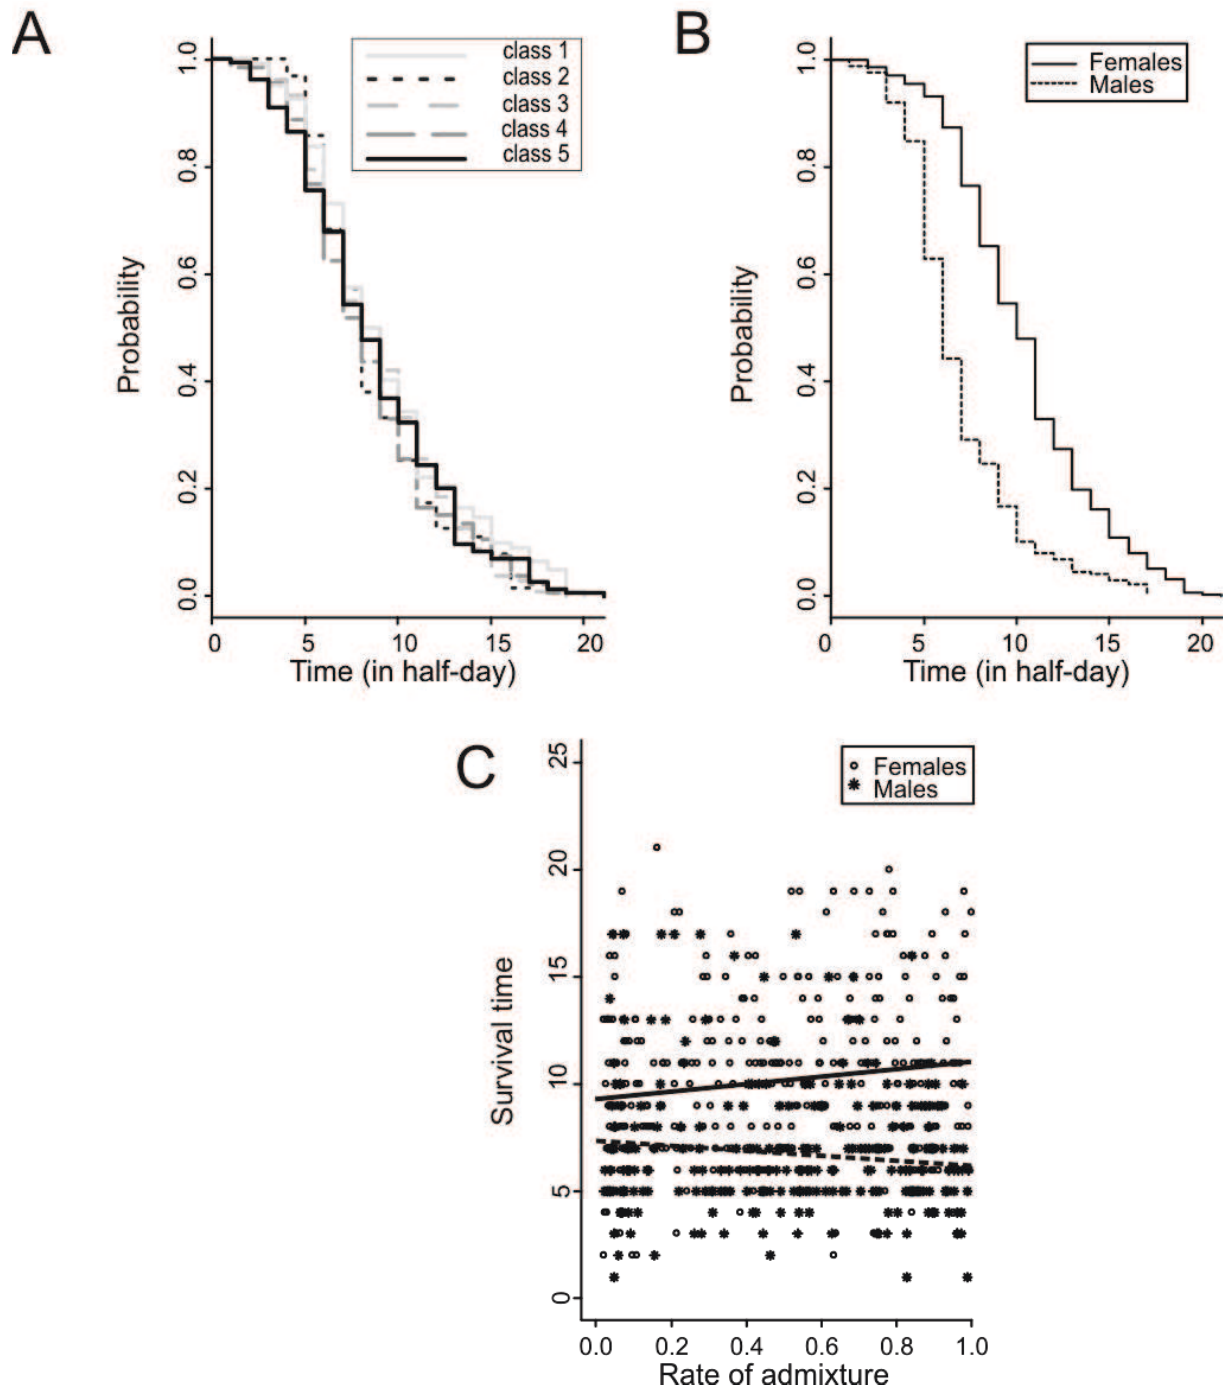 A
class 1
class 2
class 3
class 4
class 5
Probability
1.0
0.8
0.6
0.4
0.2
0.0
0 5 10 15 20
Time (in half-day)
B
Females
Males
Probability
1.0
0.8
0.6
0.4
0.2
0.0
0 5 10 15 20
Time (in half-day)
C
Females
Males
Survival time
25
20
15
10
5
0
0.0 0.2 0.4 0.6 0.8 1.0
Rate of admixture